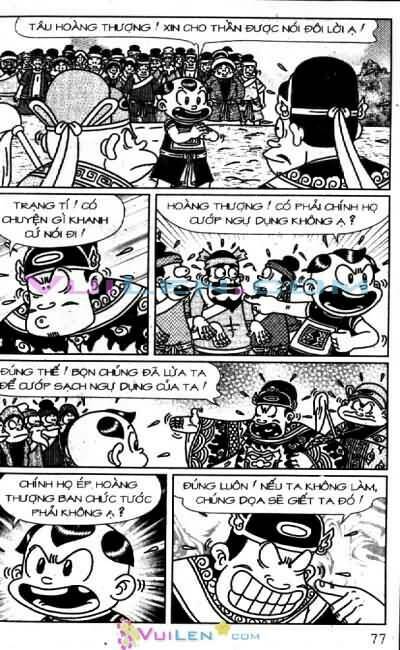 TÂU HOÀNG THƯỢNG! XIN CHO THẦN ĐƯỢC NÓI ĐÔI LỜI Ạ!
TRẠNG TÍ! CÓ
CHUYỆN GÌ KHANH
CỨ NÓI ĐI!
HOÀNG THƯỢNG! CÓ PHẢI CHÍNH HỌ
CƯỚP NGỰ DỤNG KHÔNG Ạ?
VUILEN.COM
ĐÚNG THẾ! BỌN CHÚNG ĐÃ LỪA TA
ĐỂ CƯỚP SẠCH NGỰ DỤNG CỦA TA!
CHÍNH HỌ ÉP HOÀNG
THƯỢNG BAN CHỨC TƯỚC
PHẢI KHÔNG Ạ?
ĐÚNG LUÔN! NẾU TA KHÔNG LÀM,
CHÚNG DỌA SẼ GIẾT TA ĐÓ!
77
VUILEN.COM